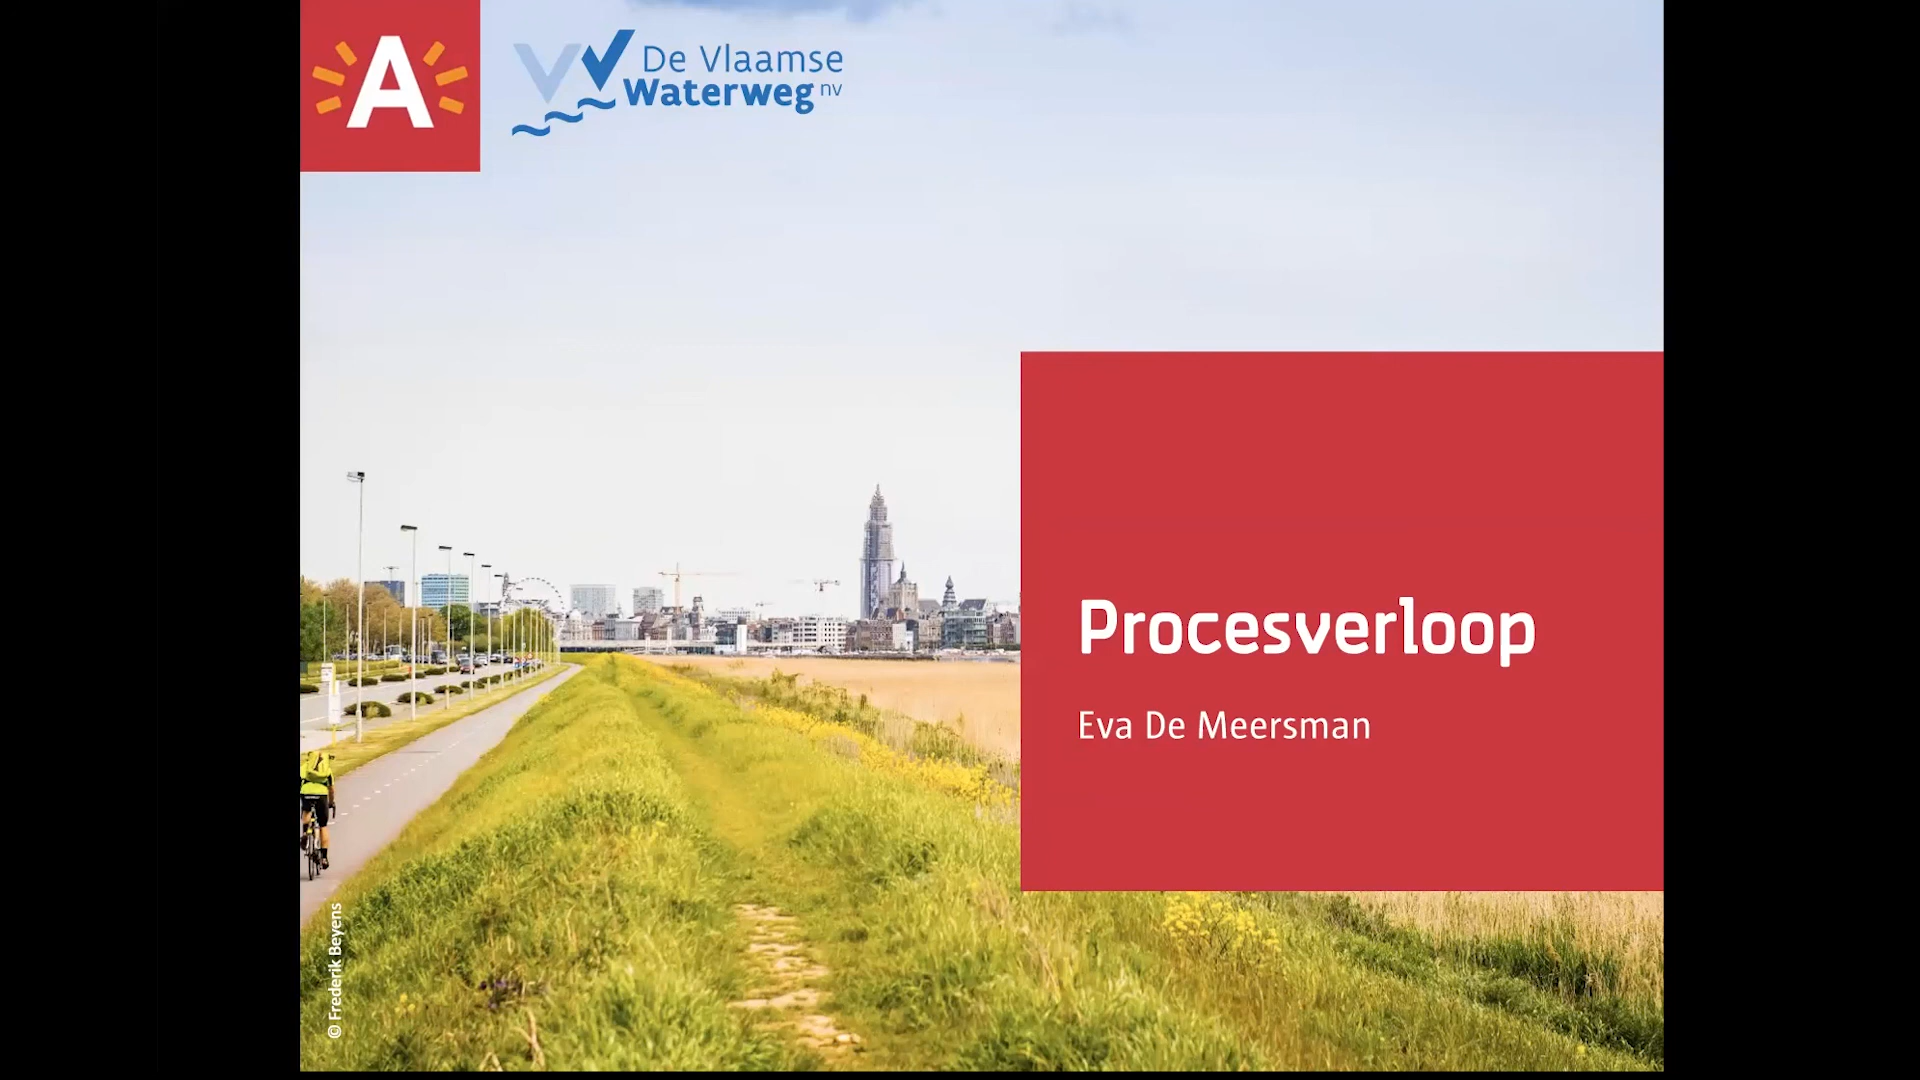 A
De Vlaamse
Waterweg nv
Procesverloop
Eva De Meersman
© Frederik Beyens